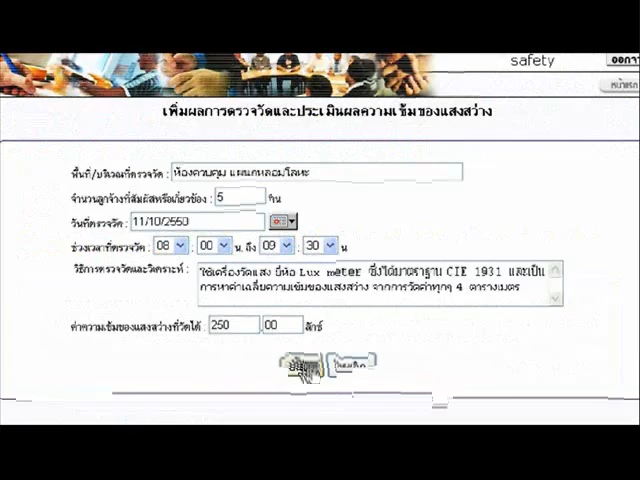 safety
หน้าแรก
เพิ่มผลการตรวจวัดและประเมินผลความเข้มของแสงสว่าง
พื้นที่/บริเวณที่ตรวจวัด : ห้องควบคุม แผนกหลอมโลหะ
จำนวนลูกจ้างที่สัมผัสหรือเกี่ยวข้อง : 5 คน
วันที่ตรวจวัด : 11/10/2550
ช่วงเวลาที่ตรวจวัด : 08 : 00 น. ถึง 09 : 30 น
วิธีการตรวจวัดและวิเคราะห์ : ใช้เครื่องวัดแสง ยี่ห้อ Lux meter ซึ่งได้มาตราฐาน CIE 1931 และเป็น
การหาค่าเฉลี่ยความเข้มของแสงสว่าง จากการวัดค่าทุกๆ 4 ตารางเมตร
ค่าความเข้มของแสงสว่างที่วัดได้ : 250 .00 ลักซ์